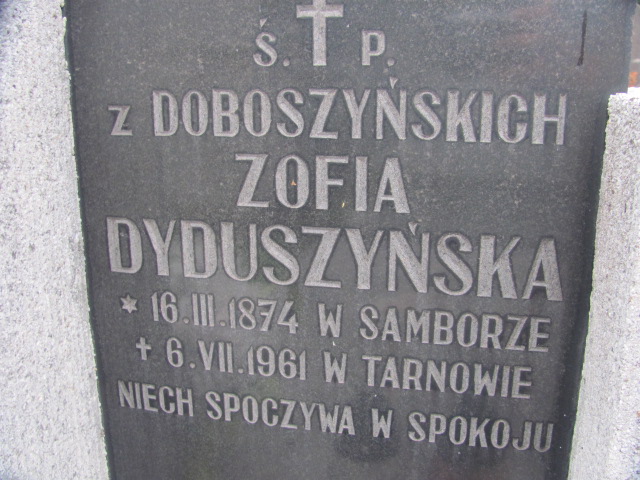 Ś. P.
z DOBOSZYŃSKICH
ZOFIA
DYDUSZYŃSKA
* 16.III.1874 W SAMBORZE
+ 6.VII.1961 W TARNOWIE
NIECH SPOCZYWA W SPOKOJU